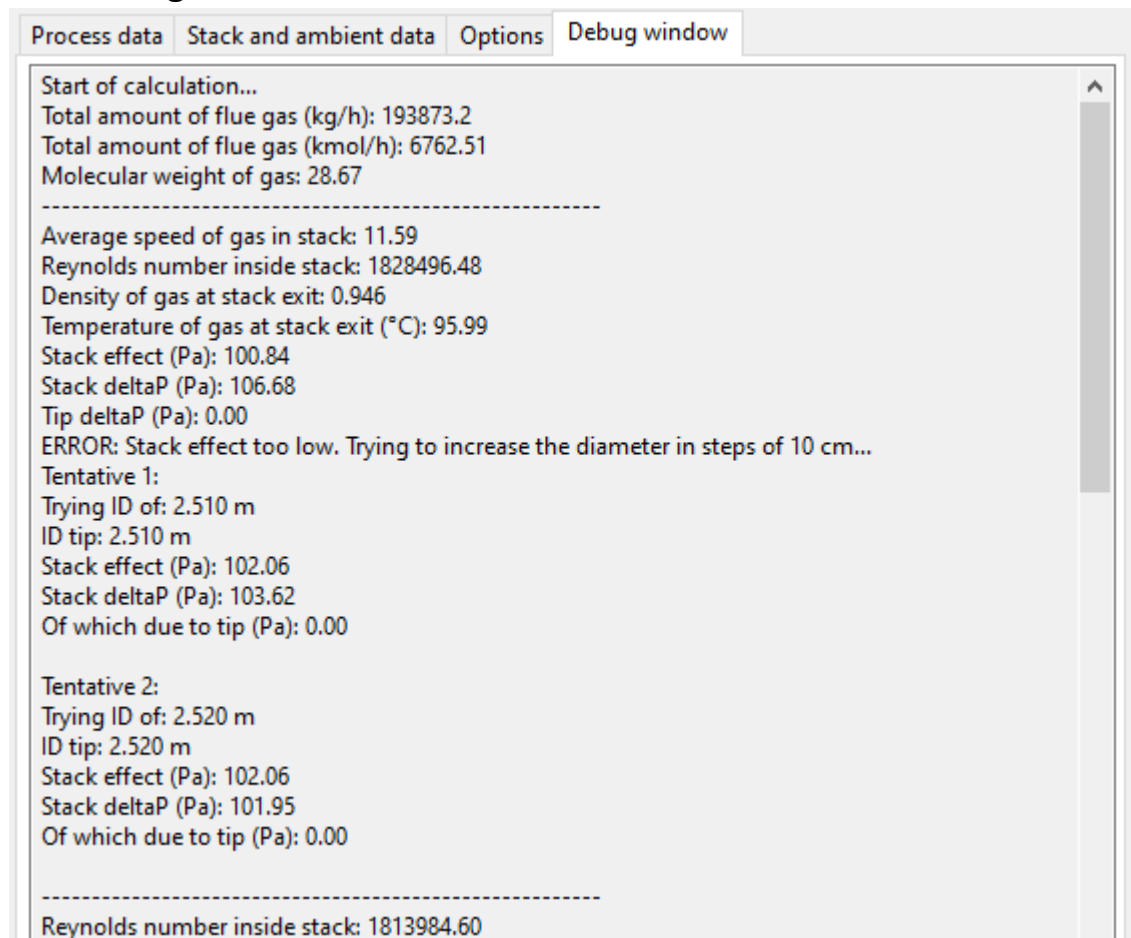 Process data Stack and ambient data Options Debug window
Start of calculation...
Total amount of flue gas (kg/h): 193873.2
Total amount of flue gas (kmol/h): 6762.51
Molecular weight of gas: 28.67
--------------------------------------------------------
Average speed of gas in stack: 11.59
Reynolds number inside stack: 1828496.48
Density of gas at stack exit: 0.946
Temperature of gas at stack exit (°C): 95.99
Stack effect (Pa): 100.84
Stack deltaP (Pa): 106.68
Tip deltaP (Pa): 0.00
ERROR: Stack effect too low. Trying to increase the diameter in steps of 10 cm...
Tentative 1:
Trying ID of: 2.510 m
ID tip: 2.510 m
Stack effect (Pa): 102.06
Stack deltaP (Pa): 103.62
Of which due to tip (Pa): 0.00
Tentative 2:
Trying ID of: 2.520 m
ID tip: 2.520 m
Stack effect (Pa): 102.06
Stack deltaP (Pa): 101.95
Of which due to tip (Pa): 0.00
--------------------------------------------------------
Reynolds number inside stack: 1813984.60